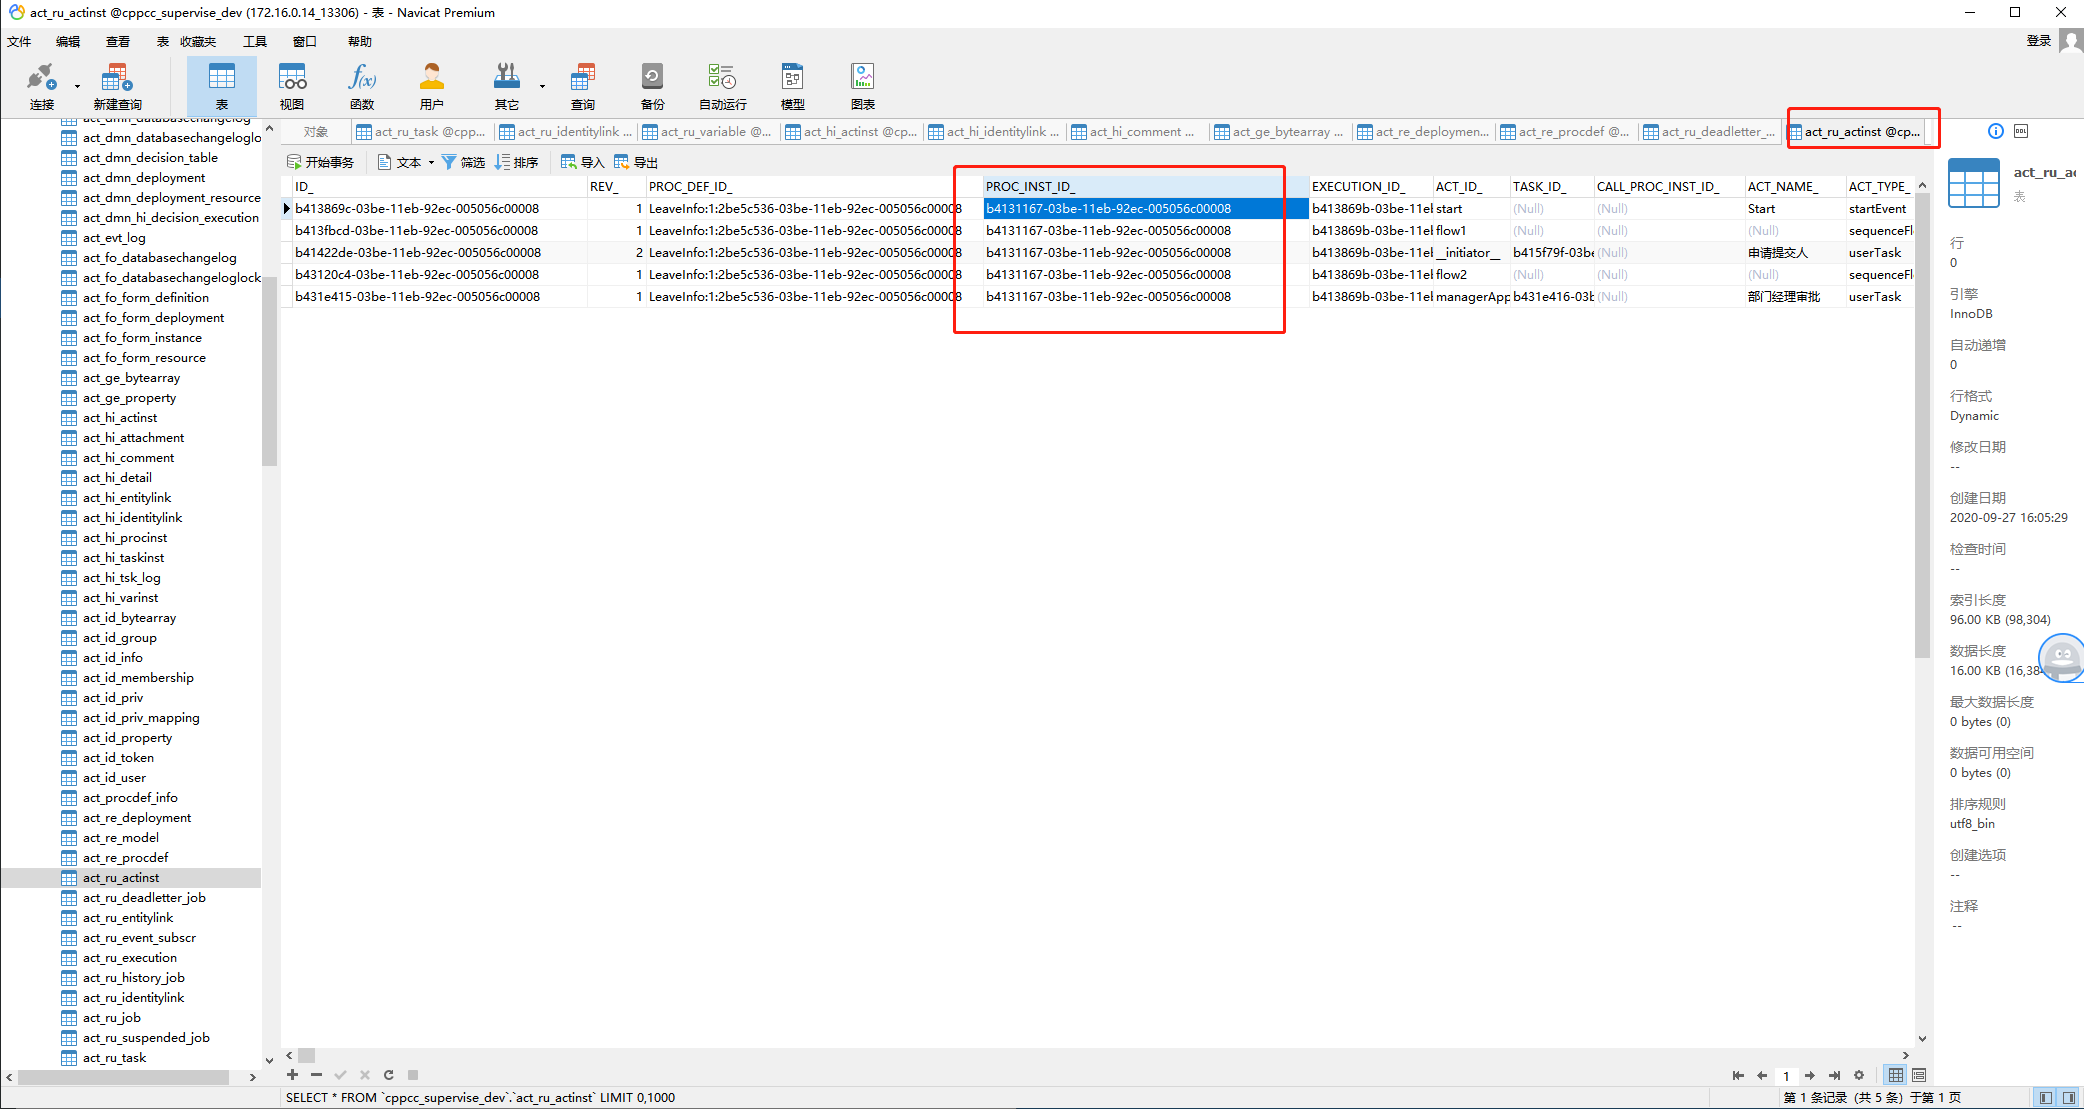 act_ru_actinst @cppcc_supervise_dev (172.16.0.14_13306) - 表 - Navicat Premium
文件 编辑 查看 表 收藏夹 工具 窗口 帮助 登录
连接 新建查询 表 视图 函数 用户 其它 查询 备份 自动运行 模型 图表
对象 act_ru_task @cpp... act_ru_identitylink ... act_ru_variable @... act_hi_actinst @cp... act_hi_identitylink ... act_hi_comment ... act_ge_bytearray ... act_re_deploymen... act_re_procdef @... act_ru_deadletter_... act_ru_actinst @cp...
开始事务 文本 筛选 排序 导入 导出
act_dmn_databasechangelog
act_dmn_databasechangeloglo
act_dmn_decision_table
act_dmn_deployment
act_dmn_deployment_resource
act_dmn_hi_decision_execution
act_evt_log
act_fo_databasechangelog
act_fo_databasechangeloglock
act_fo_form_definition
act_fo_form_deployment
act_fo_form_instance
act_fo_form_resource
act_ge_bytearray
act_ge_property
act_hi_actinst
act_hi_attachment
act_hi_comment
act_hi_detail
act_hi_entitylink
act_hi_identitylink
act_hi_procinst
act_hi_taskinst
act_hi_tsk_log
act_hi_varinst
act_id_bytearray
act_id_group
act_id_info
act_id_membership
act_id_priv
act_id_priv_mapping
act_id_property
act_id_token
act_id_user
act_procdef_info
act_re_deployment
act_re_model
act_re_procdef
act_ru_actinst
act_ru_deadletter_job
act_ru_entitylink
act_ru_event_subscr
act_ru_execution
act_ru_history_job
act_ru_identitylink
act_ru_job
act_ru_suspended_job
act_ru_task
ID_ REV_ PROC_DEF_ID_ PROC_INST_ID_ EXECUTION_ID_ ACT_ID_ TASK_ID_ CALL_PROC_INST_ID_ ACT_NAME_ ACT_TYPE_
b413869c-03be-11eb-92ec-005056c00008 1 LeaveInfo:1:2be5c536-03be-11eb-92ec-005056c00008 b4131167-03be-11eb-92ec-005056c00008 b413869b-03be-11el start (Null) (Null) Start startEvent
b413fbcd-03be-11eb-92ec-005056c00008 1 LeaveInfo:1:2be5c536-03be-11eb-92ec-005056c00008 b4131167-03be-11eb-92ec-005056c00008 b413869b-03be-11el flow1 (Null) (Null) (Null) sequenceFl
b41422de-03be-11eb-92ec-005056c00008 2 LeaveInfo:1:2be5c536-03be-11eb-92ec-005056c00008 b4131167-03be-11eb-92ec-005056c00008 b413869b-03be-11el __initiator__ b415f79f-03be (Null) 申请提交人 userTask
b43120c4-03be-11eb-92ec-005056c00008 1 LeaveInfo:1:2be5c536-03be-11eb-92ec-005056c00008 b4131167-03be-11eb-92ec-005056c00008 b413869b-03be-11el flow2 (Null) (Null) (Null) sequenceFl
b431e415-03be-11eb-92ec-005056c00008 1 LeaveInfo:1:2be5c536-03be-11eb-92ec-005056c00008 b4131167-03be-11eb-92ec-005056c00008 b413869b-03be-11el managerApp b431e416-03b (Null) 部门经理审批 userTask
DDL
act_ru_a
表
行
0
引擎
InnoDB
自动递增
0
行格式
Dynamic
修改日期
--
创建日期
2020-09-27 16:05:29
检查时间
--
索引长度
96.00 KB (98,304)
数据长度
16.00 KB (16,38
最大数据长度
0 bytes (0)
数据可用空间
0 bytes (0)
排序规则
utf8_bin
创建选项
--
注释
--
1
SELECT * FROM `cppcc_supervise_dev`.`act_ru_actinst` LIMIT 0,1000
第 1 条记录 (共 5 条) 于第 1 页